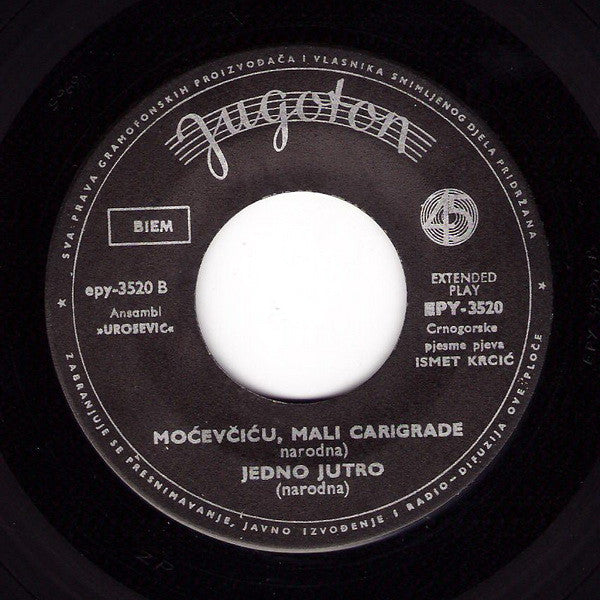 SVA PRAVA GRAMOFONSKIH PROIZVOĐAČA I VLASNIKA SNIMLJENOG DJELA PRIDRŽANA
Jugoton
BIEM
45
epy-3520 B
Ansambl
»UROŠEVIĆ«
EXTENDED
PLAY
EPY-3520
Crnogorske
pjesme pjeva
ISMET KRCIĆ
MOĆEVČIĆU, MALI CARIGRADE
narodna)
JEDNO JUTRO
(narodna)
ZABRANJUJE SE PRESNIMAVANJE, JAVNO IZVOĐENJE I RADIO-DIFUZIJA OVE PLOČE